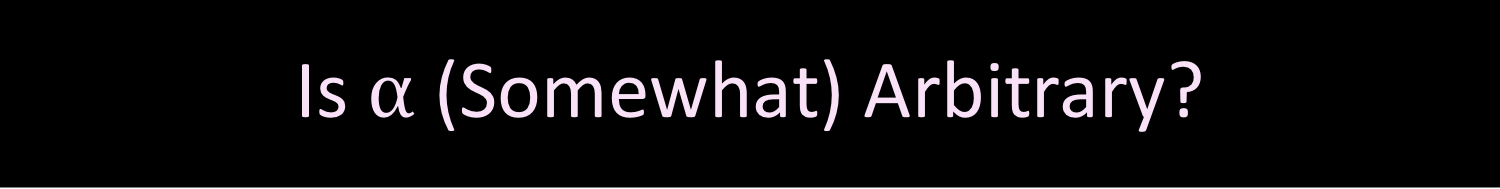 Is α (Somewhat) Arbitrary?